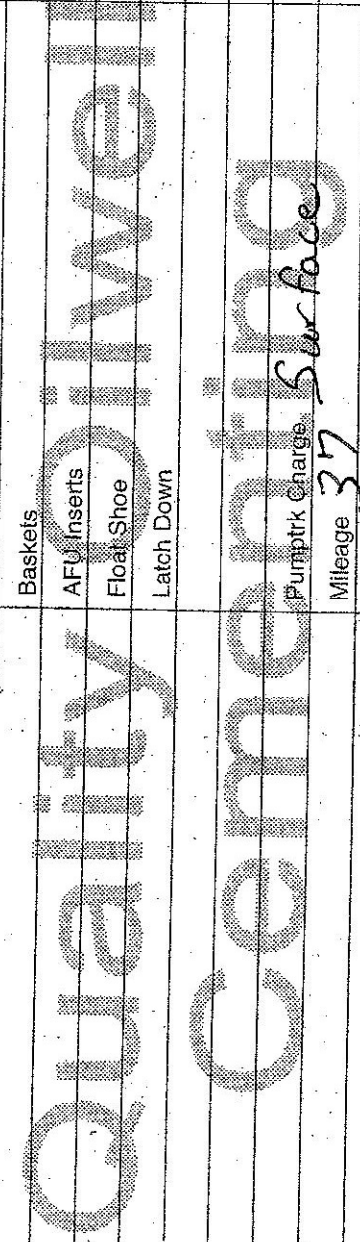 Baskets
AFU Inserts
Float Shoe
Latch Down
Quality Oilwell
Cementing
Pumptrk Charge Surface
Mileage 37